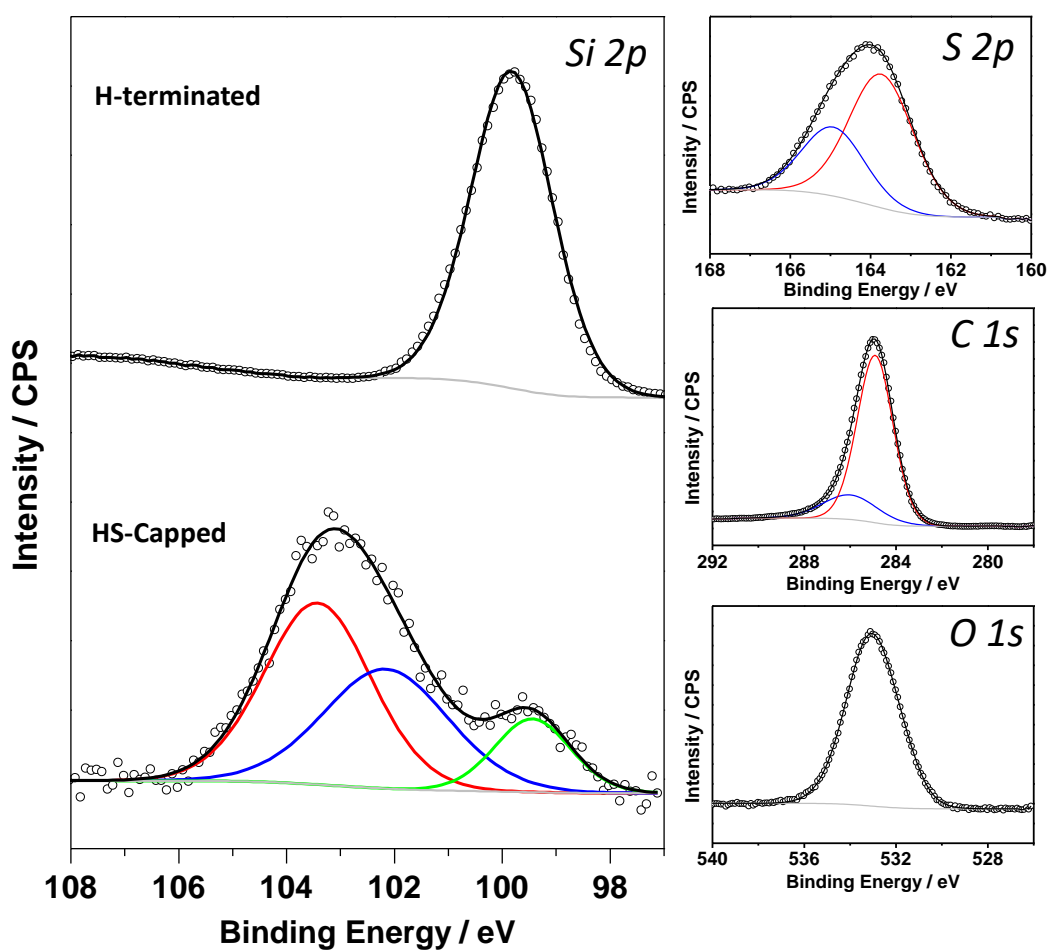 Si 2p
H-terminated
HS-Capped
Intensity / CPS
108 106 104 102 100 98
Binding Energy / eV
S 2p
Intensity / CPS
168 166 164 162 160
Binding Energy / eV
C 1s
Intensity / CPS
292 288 284 280
Binding Energy / eV
O 1s
Intensity / CPS
540 536 532 528
Binding Energy / eV